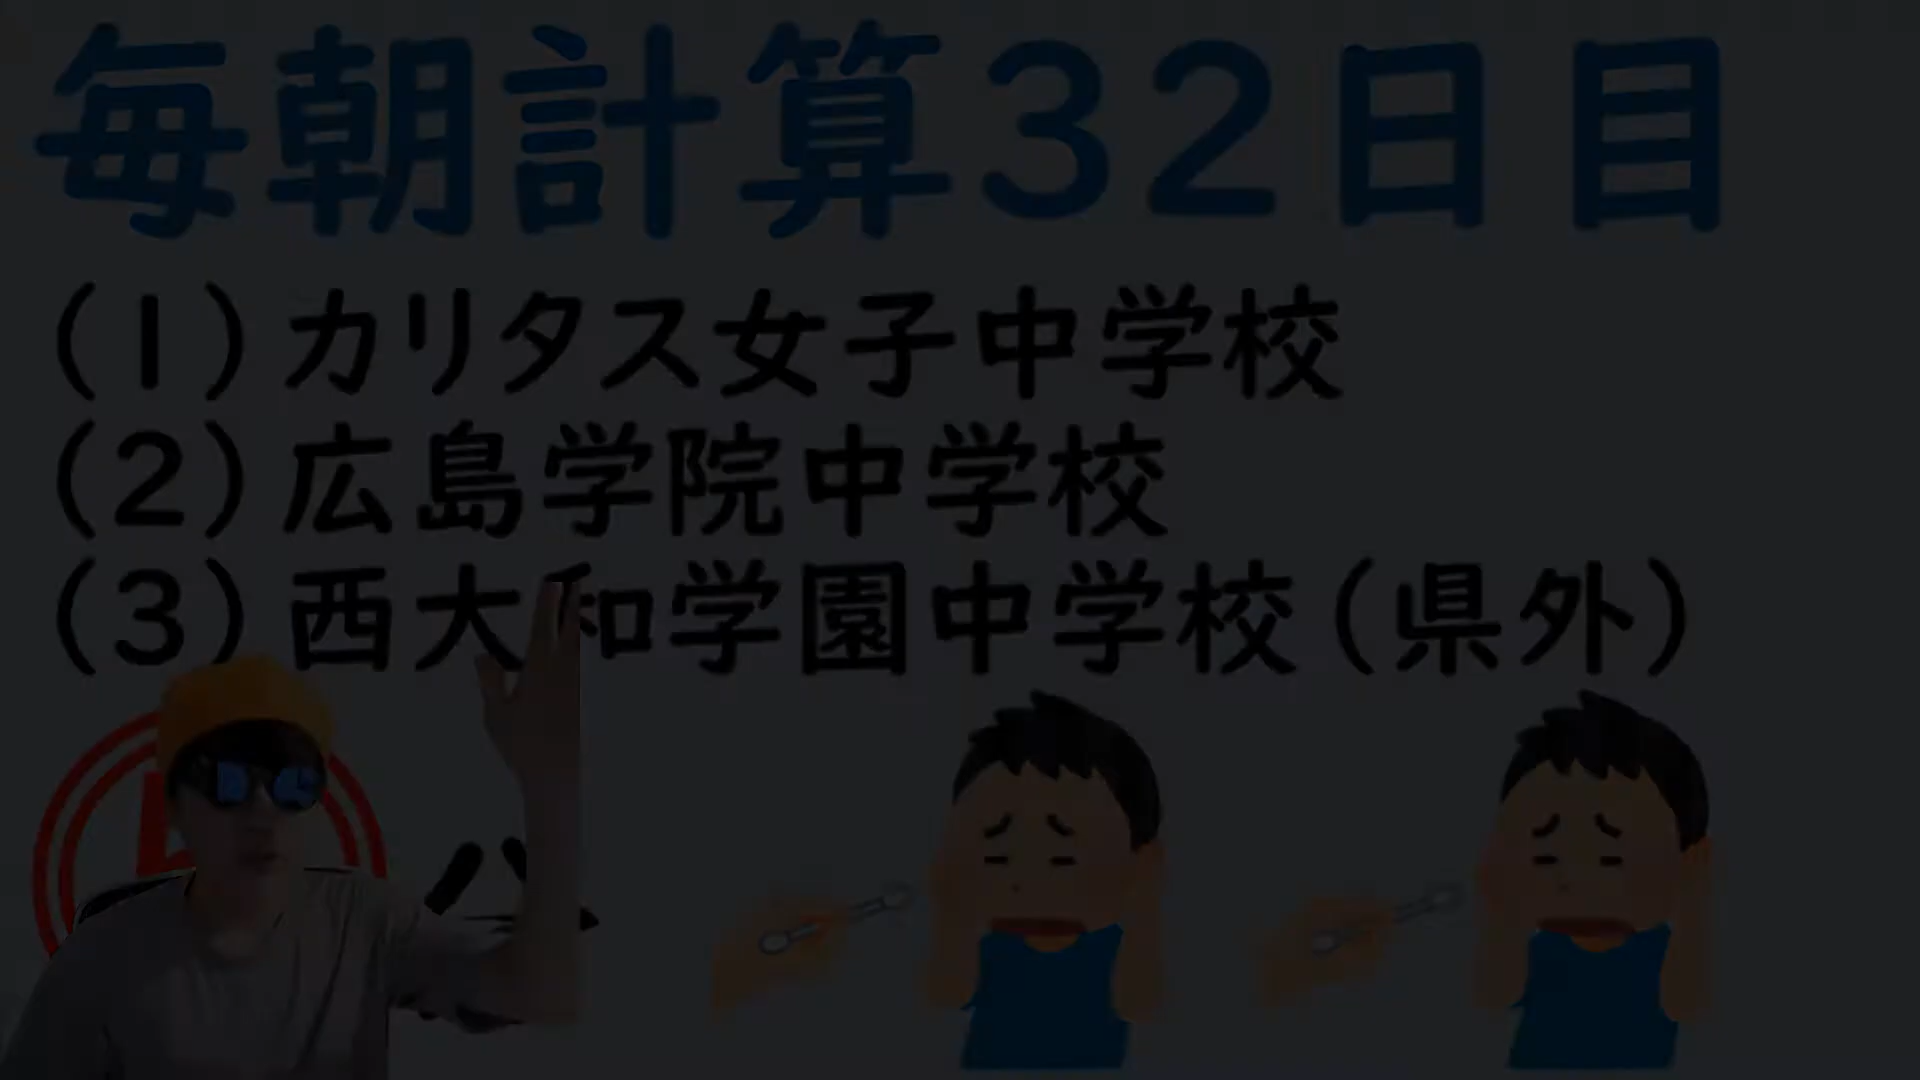 毎朝計算32日目
(1)カリタス女子中学校
(2)広島学院中学校
(3)西大和学園中学校(県外)